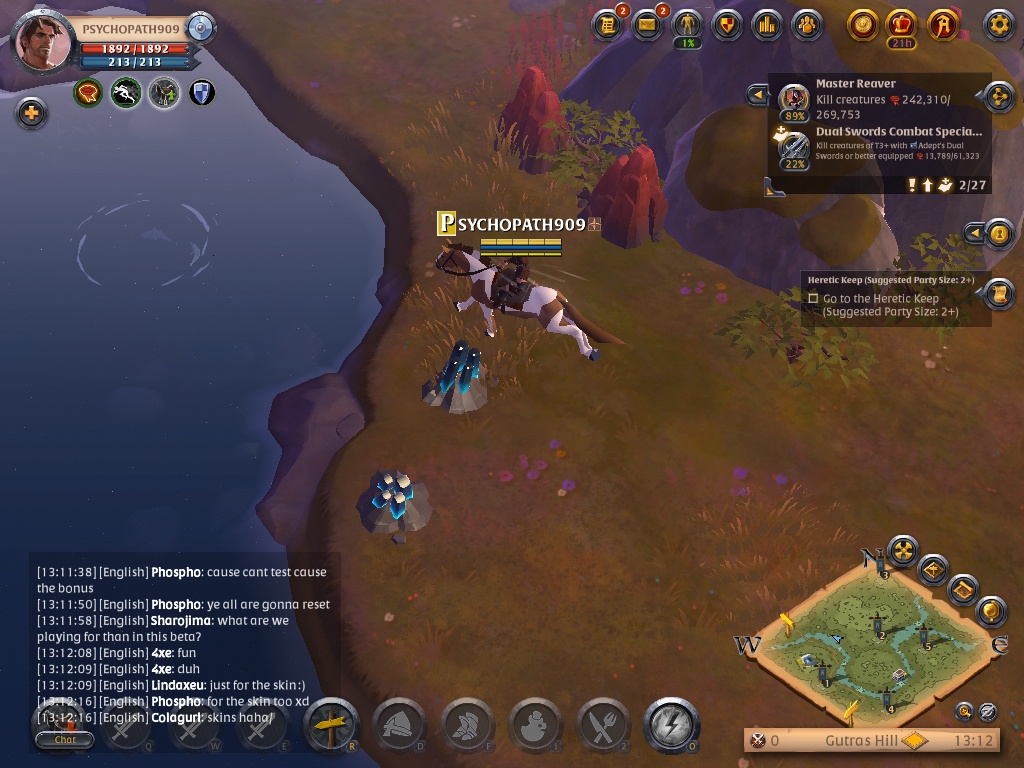 PSYCHOPATH909
1892/1892
213/213
2
2
1%
21h
Master Reaver
Kill creatures 242,310/
269,753
89%
Dual Swords Combat Specia...
Kill creatures of T3+ with Adept's Dual
Swords or better equipped 13,789/61,323
22%
2/27
PSYCHOPATH909
Heretic Keep (Suggested Party Size: 2+)
Go to the Heretic Keep
(Suggested Party Size: 2+)
[13:11:38] [English] Phospho: cause cant test cause
the bonus
[13:11:50] [English] Phospho: ye all are gonna reset
[13:11:58] [English] Sharojima: what are we
playing for than in this beta?
[13:12:08] [English] 4xe: fun
[13:12:09] [English] 4xe: duh
[13:12:09] [English] Lindaxeu: just for the skin:)
[13:12:16] [English] Phospho: for the skin too xd
[13:12:16] [English] Colagurl: skins haha
Chat
Q
W
E
R
D
F
1
2
O
N
W
E
3
2
5
1
4
0
Gutras Hill
13:12